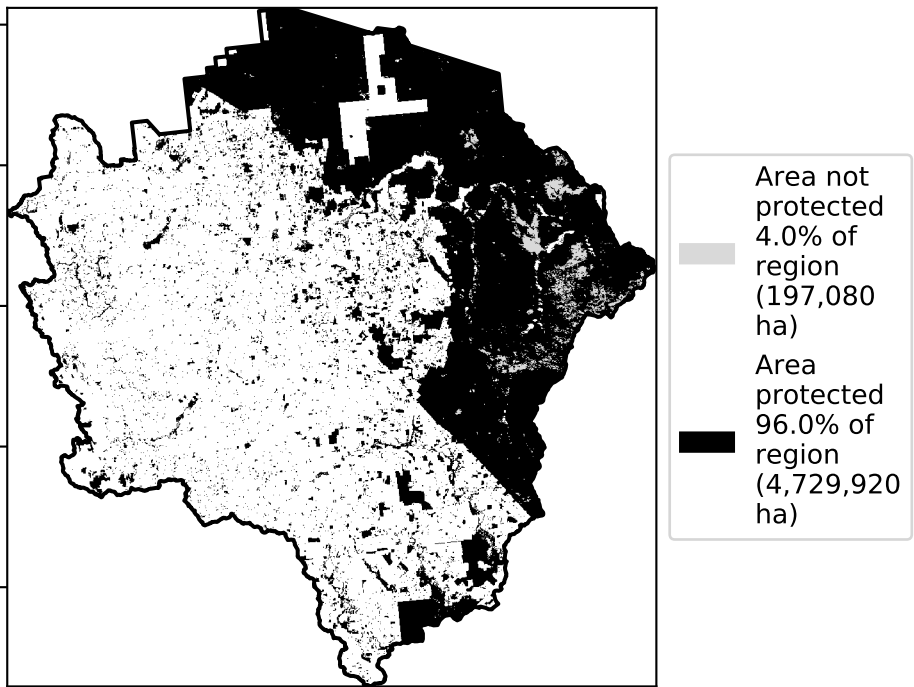 Area not
protected
4.0% of
region
(197,080
ha)
Area
protected
96.0% of
region
(4,729,920
ha)